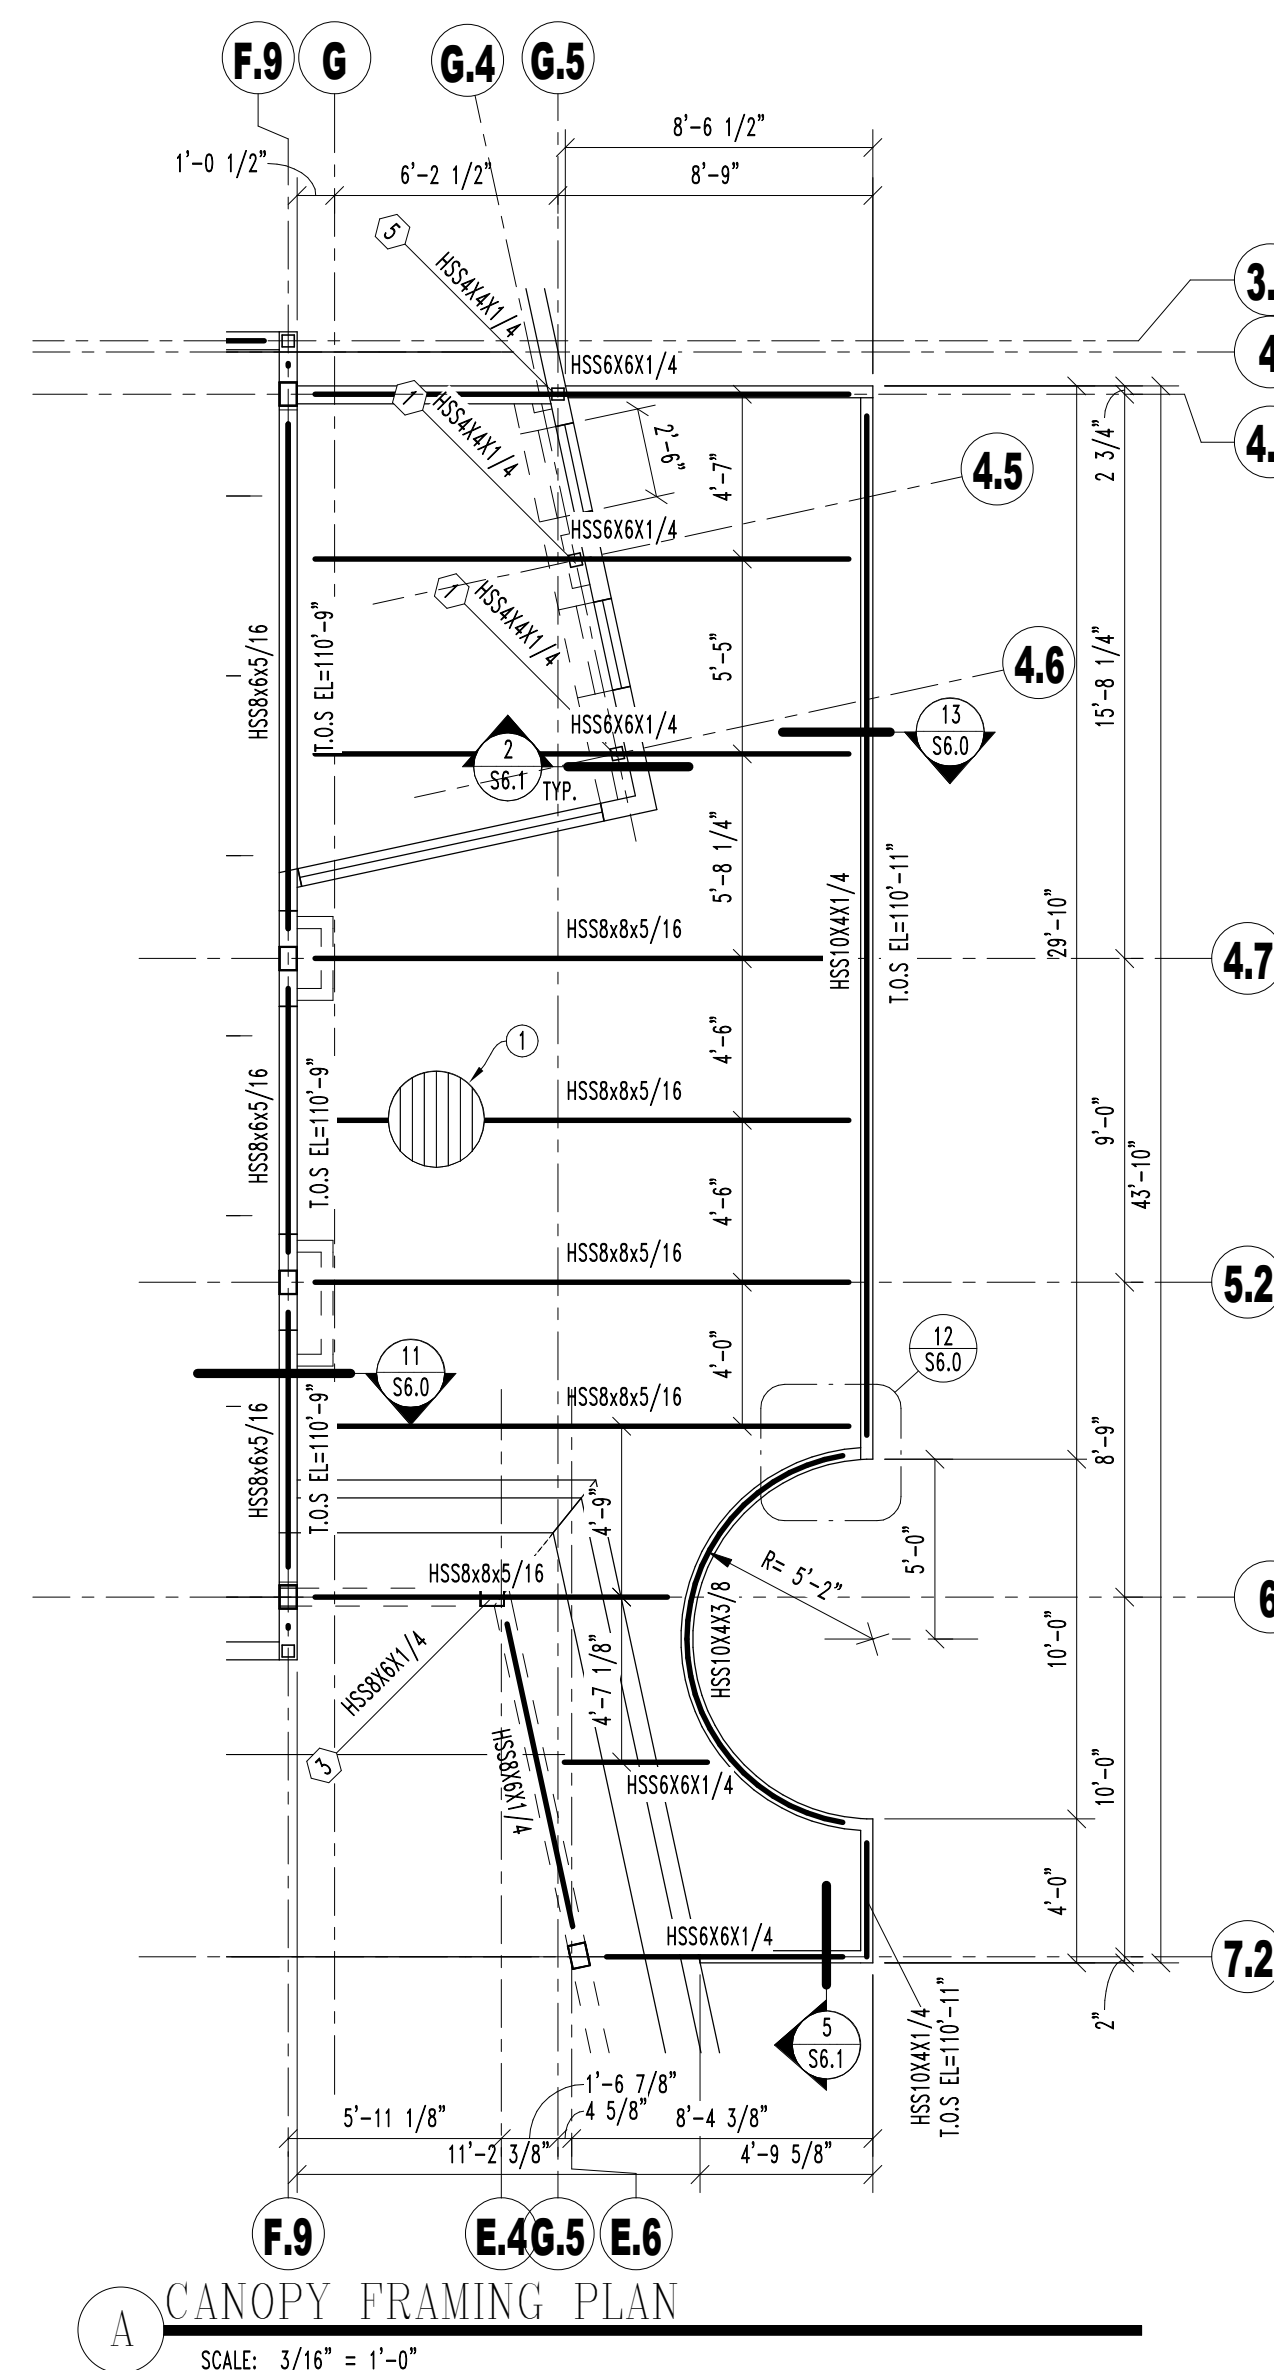 F.9 G G.4 G.5
8'-6 1/2"
1'-0 1/2" 6'-2 1/2" 8'-9"
5
HSS4X4X1/4
3.
4
HSS6X6X1/4
1
HSS4X4X1/4
2'-6"
4.
2 3/4"
4'-7"
4.5
HSS6X6X1/4
1
HSS4X4X1/4
HSS8x6x5/16
T.O.S EL=110'-9"
5'-5"
4.6
15'-8 1/4"
HSS6X6X1/4
2
S6.1
TYP.
13
S6.0
5'-8 1/4"
HSS10X4X1/4
T.O.S EL=110'-11"
29'-10"
HSS8x8x5/16
4.7
1
4'-6"
HSS8x6x5/16
T.O.S EL=110'-9"
HSS8x8x5/16
9'-0"
43'-10"
4'-6"
HSS8x8x5/16
5.2
4'-0"
12
S6.0
11
S6.0
HSS8x8x5/16
HSS8x6x5/16
T.O.S EL=110'-9"
8'-9"
4'-9"
5'-0"
HSS8x8x5/16
R= 5'-2"
6
HSS10X4X3/8
10'-0"
HSS8X6X1/4
4'-7 1/8"
3
HSS8X6X1/4
HSS6X6X1/4
10'-0"
4'-0"
HSS6X6X1/4
7.2
2"
5
S6.1
HSS10X4X1/4
T.O.S EL=110'-11"
1'-6 7/8"
5'-11 1/8" 4 5/8" 8'-4 3/8"
11'-2 3/8" 4'-9 5/8"
F.9 E.4 G.5 E.6
A CANOPY FRAMING PLAN
SCALE: 3/16" = 1'-0"